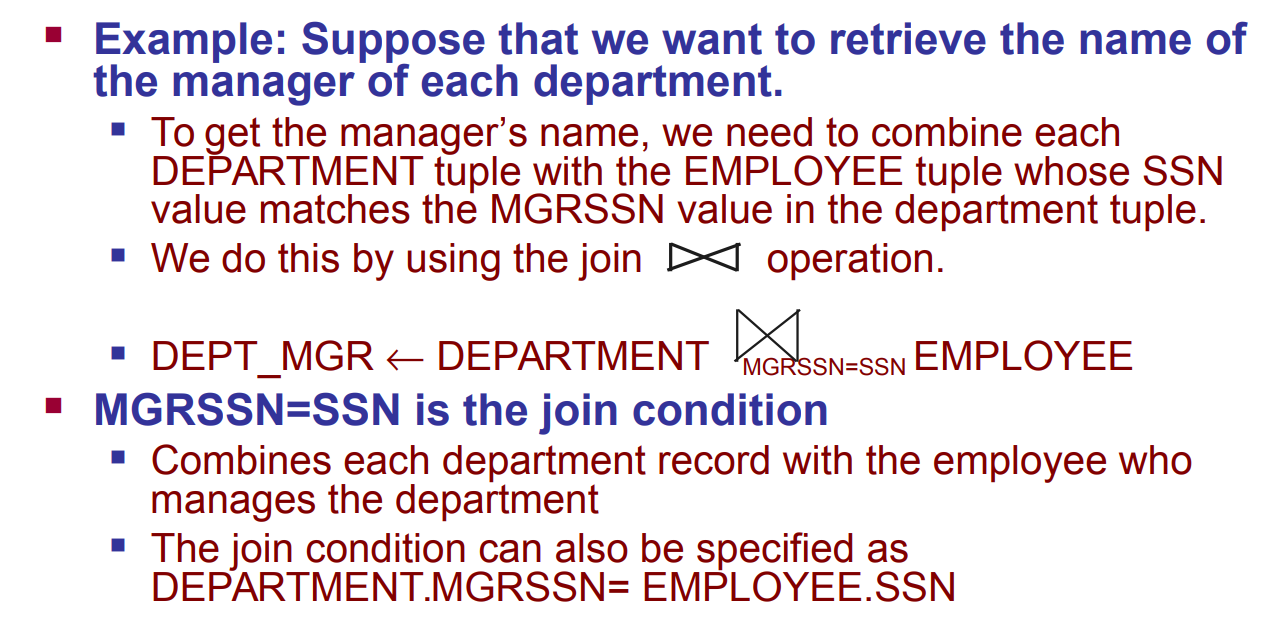 Example: Suppose that we want to retrieve the name of
the manager of each department.
To get the manager’s name, we need to combine each
DEPARTMENT tuple with the EMPLOYEE tuple whose SSN
value matches the MGRSSN value in the department tuple.
We do this by using the join ⋈ operation.
DEPT_MGR ← DEPARTMENT ⋈ MGRSSN=SSN EMPLOYEE
MGRSSN=SSN is the join condition
Combines each department record with the employee who
manages the department
The join condition can also be specified as
DEPARTMENT.MGRSSN= EMPLOYEE.SSN